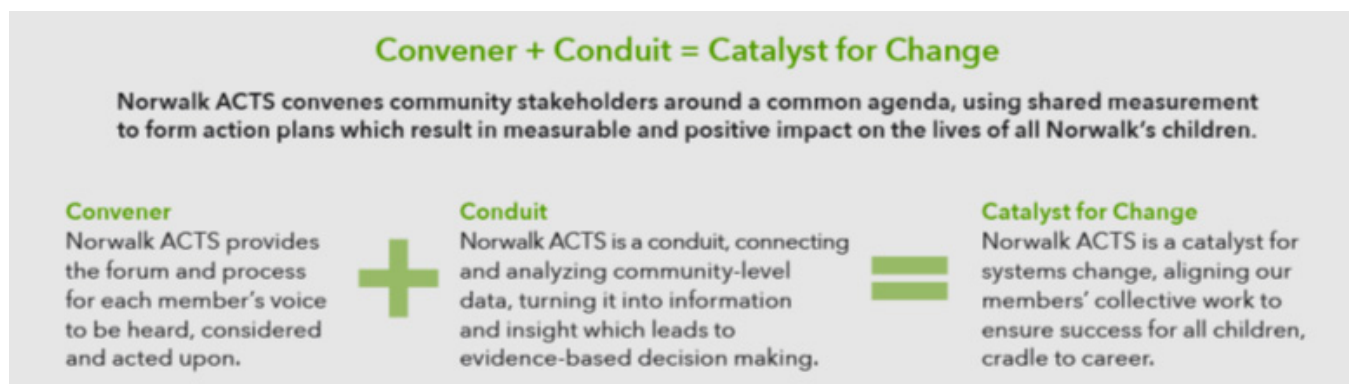 Convener + Conduit = Catalyst for Change
Norwalk ACTS convenes community stakeholders around a common agenda, using shared measurement
to form action plans which result in measurable and positive impact on the lives of all Norwalk's children.
Convener
Norwalk ACTS provides
the forum and process
for each member's voice
to be heard, considered
and acted upon.
+
Conduit
Norwalk ACTS is a conduit, connecting
and analyzing community-level
data, turning it into information
and insight which leads to
evidence-based decision making.
=
Catalyst for Change
Norwalk ACTS is a catalyst for
systems change, aligning our
members' collective work to
ensure success for all children,
cradle to career.